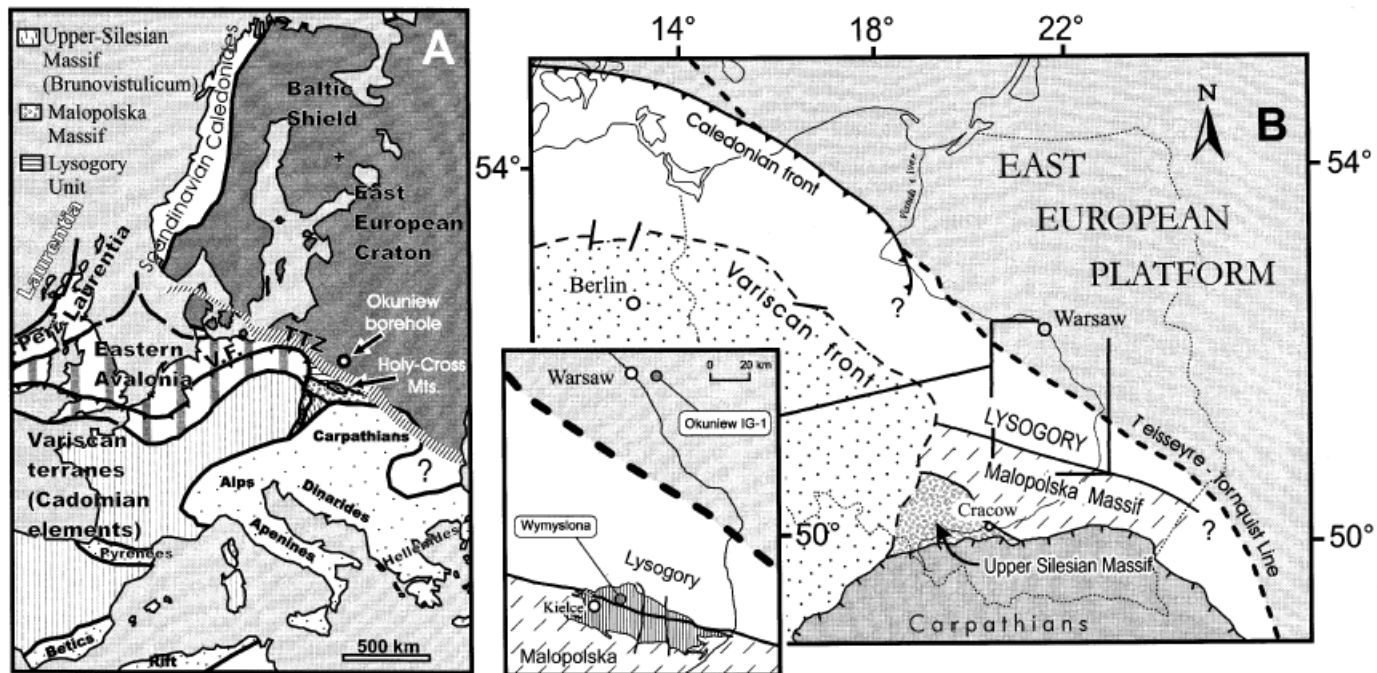 A
Upper-Silesian
Massif
(Brunovistulicum)
Malopolska
Massif
Lysogory
Unit
Scandinavian Caledonides
Baltic
Shield
East
European
Craton
Laurentia
Peri-Laurentia
Okuniew
borehole
TTZ
V.F.
Eastern
Avalonia
Holy-Cross
Mts.
Variscan
terranes
(Cadomian
elements)
Carpathians
?
Alps
Dinarides
Apenines
Hellenides
Pyrenees
Betics
Rift
500 km
14°
18°
22°
B
N
54°
54°
Caledonian front
EAST
EUROPEAN
PLATFORM
Berlin
Variscan front
?
Warsaw
LYSOGORY
Teisseyre-Tornquist Line
Malopolska Massif
Cracow
?
50°
50°
Upper Silesian Massif
Carpathians
0 20 km
Warsaw
Okuniew IG-1
Wymyslona
Lysogory
Kielce
Malopolska